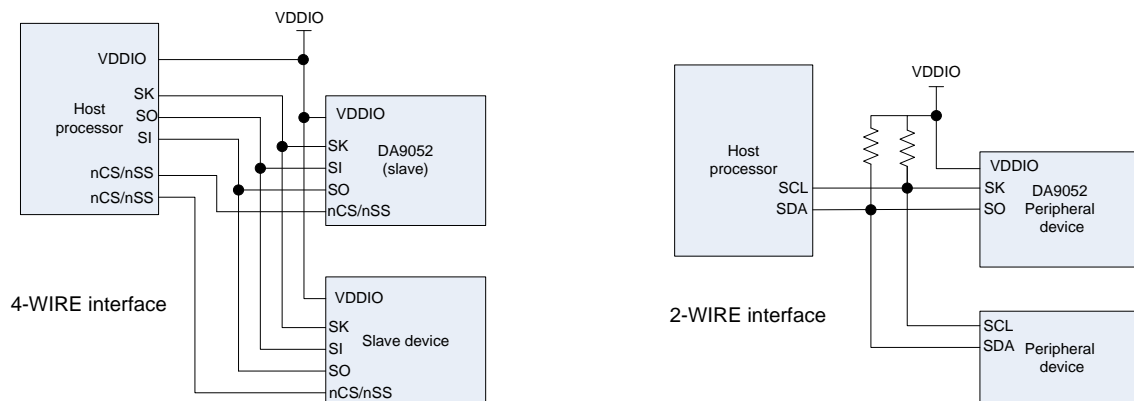 VDDIO
VDDIO
SK
SO
SI
Host
processor
nCS/nSS
nCS/nSS
VDDIO
SK
SI
SO
nCS/nSS
DA9052
(slave)
VDDIO
SK
SI
SO
nCS/nSS
Slave device
4-WIRE interface
VDDIO
Host
processor
SCL
SDA
VDDIO
SK
SO
DA9052
Peripheral
device
SCL
SDA
Peripheral
device
2-WIRE interface